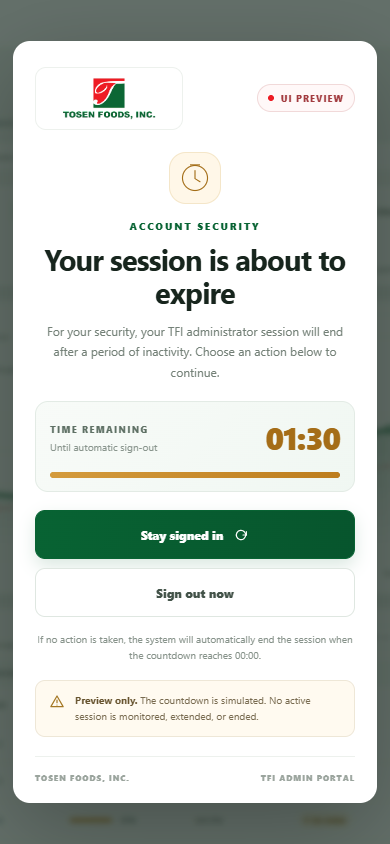 TOSEN FOODS, INC.
UI PREVIEW
ACCOUNT SECURITY
Your session is about to
expire
For your security, your TFI administrator session will end
after a period of inactivity. Choose an action below to
continue.
TIME REMAINING
Until automatic sign-out
01:30
Stay signed in
Sign out now
If no action is taken, the system will automatically end the session when
the countdown reaches 00:00.
Preview only. The countdown is simulated. No active
session is monitored, extended, or ended.
TOSEN FOODS, INC.
TFI ADMIN PORTAL